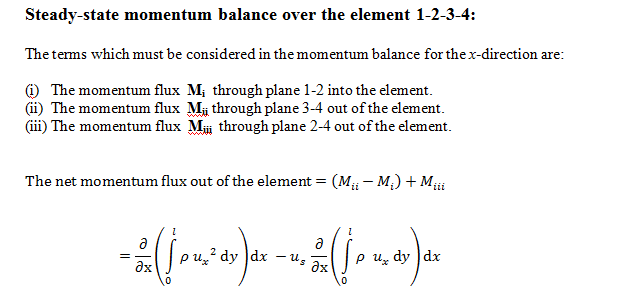 Steady-state momentum balance over the element 1-2-3-4:
The terms which must be considered in the momentum balance for the x-direction are:
(i) The momentum flux Mᵢ through plane 1-2 into the element.
(ii) The momentum flux Mᵢᵢ through plane 3-4 out of the element.
(iii) The momentum flux Mᵢᵢᵢ through plane 2-4 out of the element.
The net momentum flux out of the element = (Mᵢᵢ − Mᵢ) + Mᵢᵢᵢ
= ∂/∂x (∫₀ˡ ρ uₓ² dy) dx − uₛ ∂/∂x (∫₀ˡ ρ uₓ dy) dx